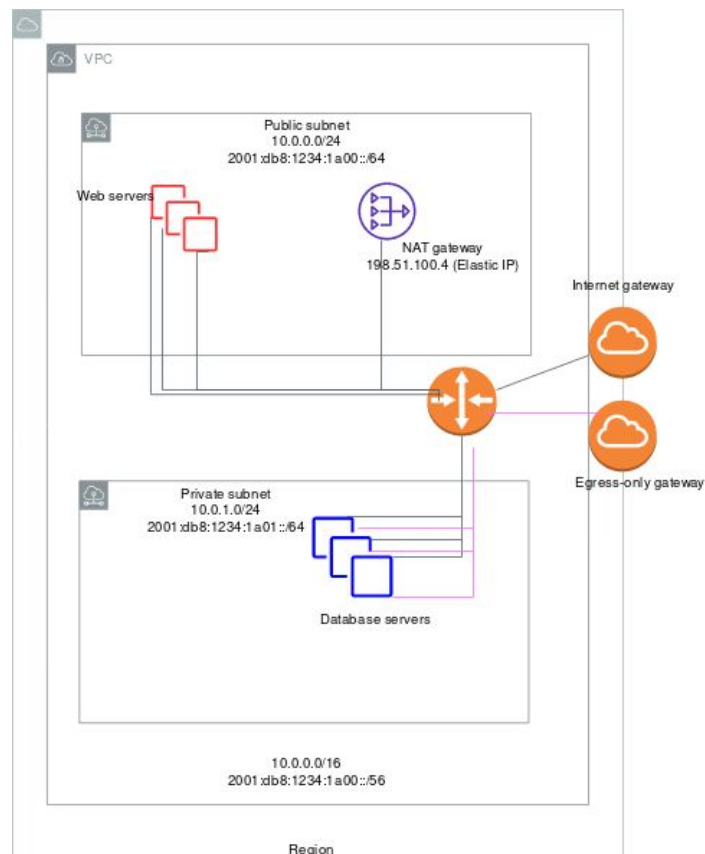 VPC
Public subnet
10.0.0.0/24
2001:db8:1234:1a00::/64
Web servers
NAT gateway
198.51.100.4 (Elastic IP)
Internet gateway
Egress-only gateway
Private subnet
10.0.1.0/24
2001:db8:1234:1a01::/64
Database servers
10.0.0.0/16
2001:db8:1234:1a00::/56
Region